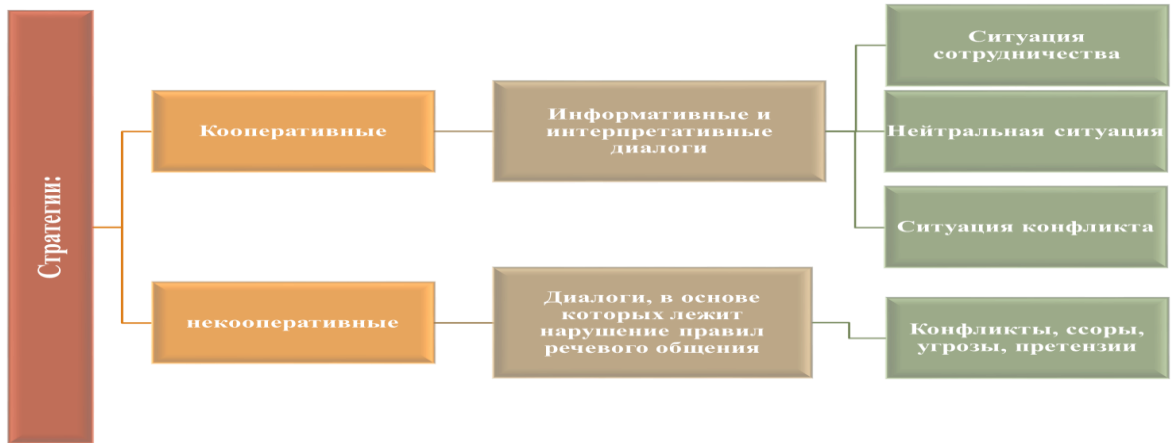 Стратегии:
Кооперативные
Информативные и
интерпретативные
диалоги
Ситуация
сотрудничества
Нейтральная ситуация
Ситуация конфликта
некооперативные
Диалоги, в основе
которых лежит
нарушение правил
речевого общения
Конфликты, ссоры,
угрозы, претензии